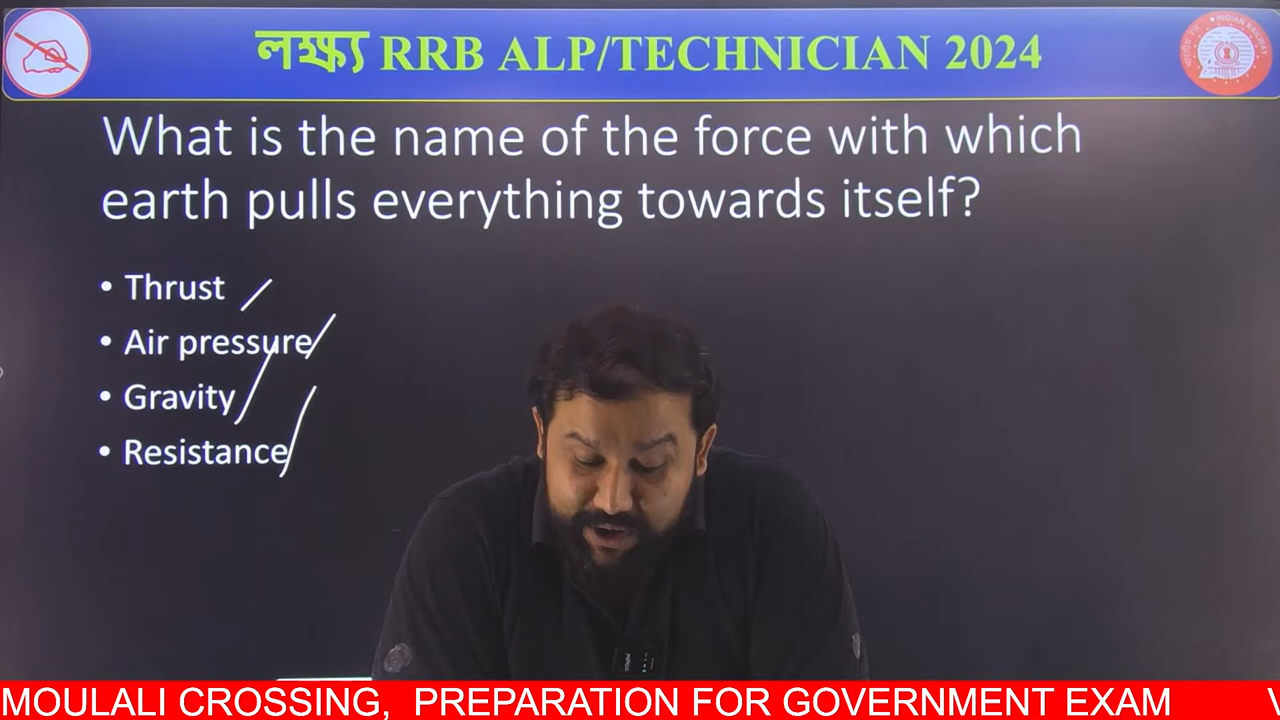 লক্ষ্য RRB ALP/TECHNICIAN 2024
What is the name of the force with which
earth pulls everything towards itself?
• Thrust
• Air pressure
• Gravity
• Resistance
MOULALI CROSSING, PREPARATION FOR GOVERNMENT EXAM